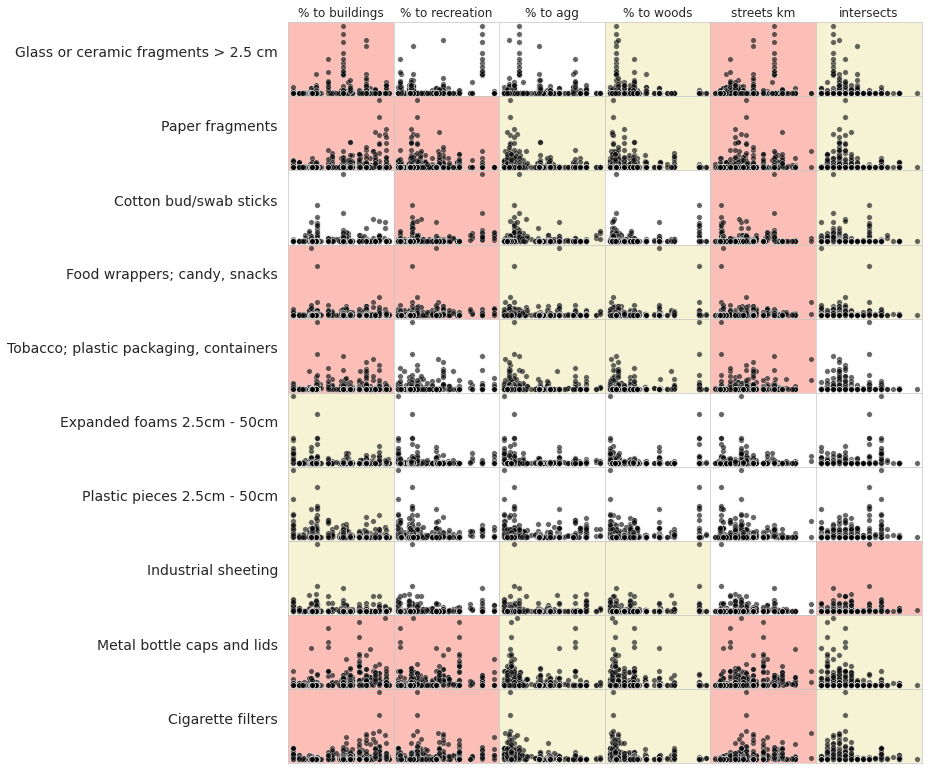 % to buildings % to recreation % to agg % to woods streets km intersects
Glass or ceramic fragments > 2.5 cm
Paper fragments
Cotton bud/swab sticks
Food wrappers; candy, snacks
Tobacco; plastic packaging, containers
Expanded foams 2.5cm - 50cm
Plastic pieces 2.5cm - 50cm
Industrial sheeting
Metal bottle caps and lids
Cigarette filters